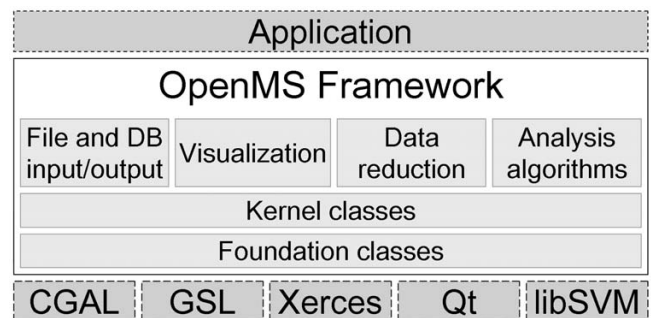 Application
OpenMS Framework
File and DB
input/output
Visualization
Data
reduction
Analysis
algorithms
Kernel classes
Foundation classes
CGAL
GSL
Xerces
Qt
libSVM